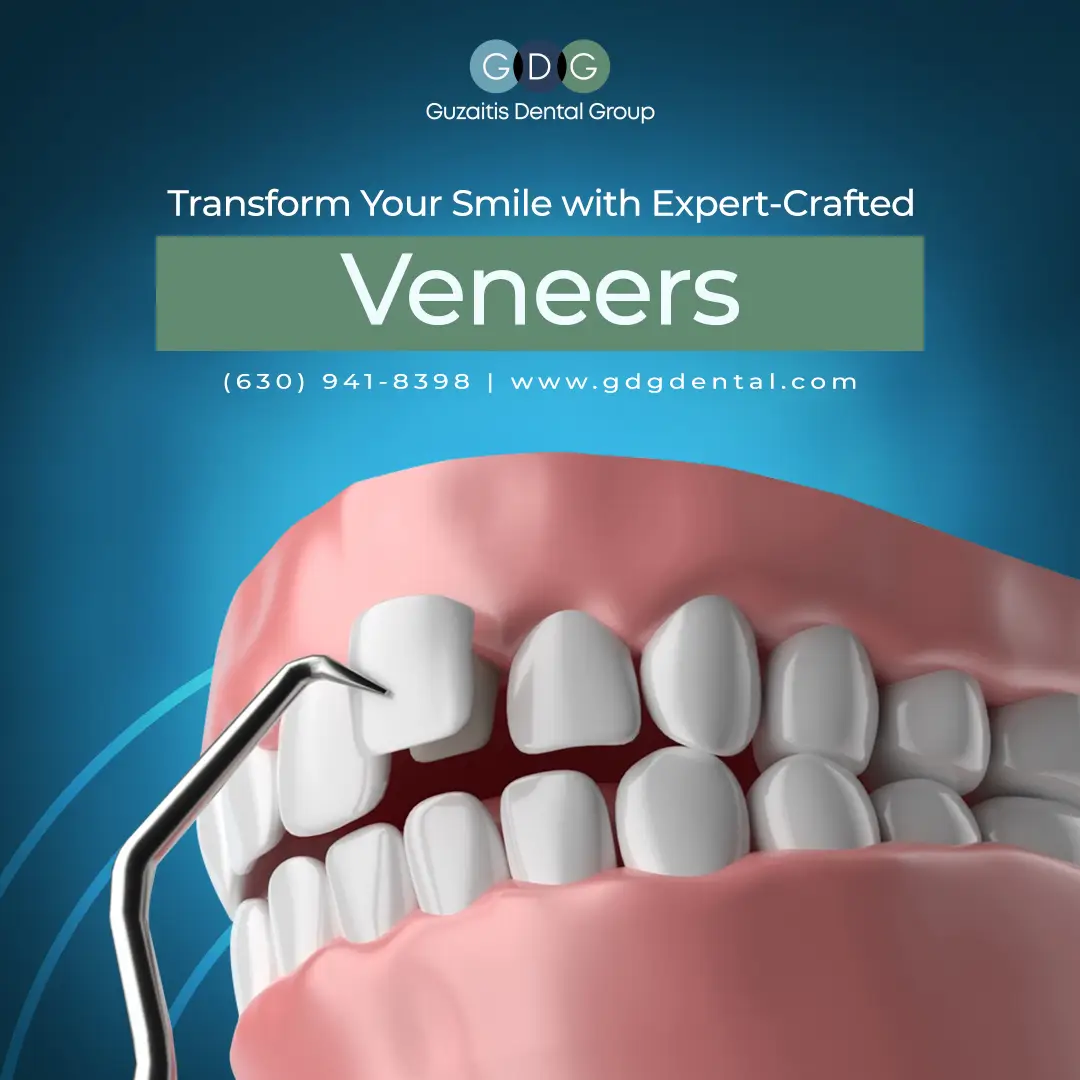 GDG
Guzaitis Dental Group
Transform Your Smile with Expert-Crafted
Veneers
(630) 941-8398 | www.gdgdental.com